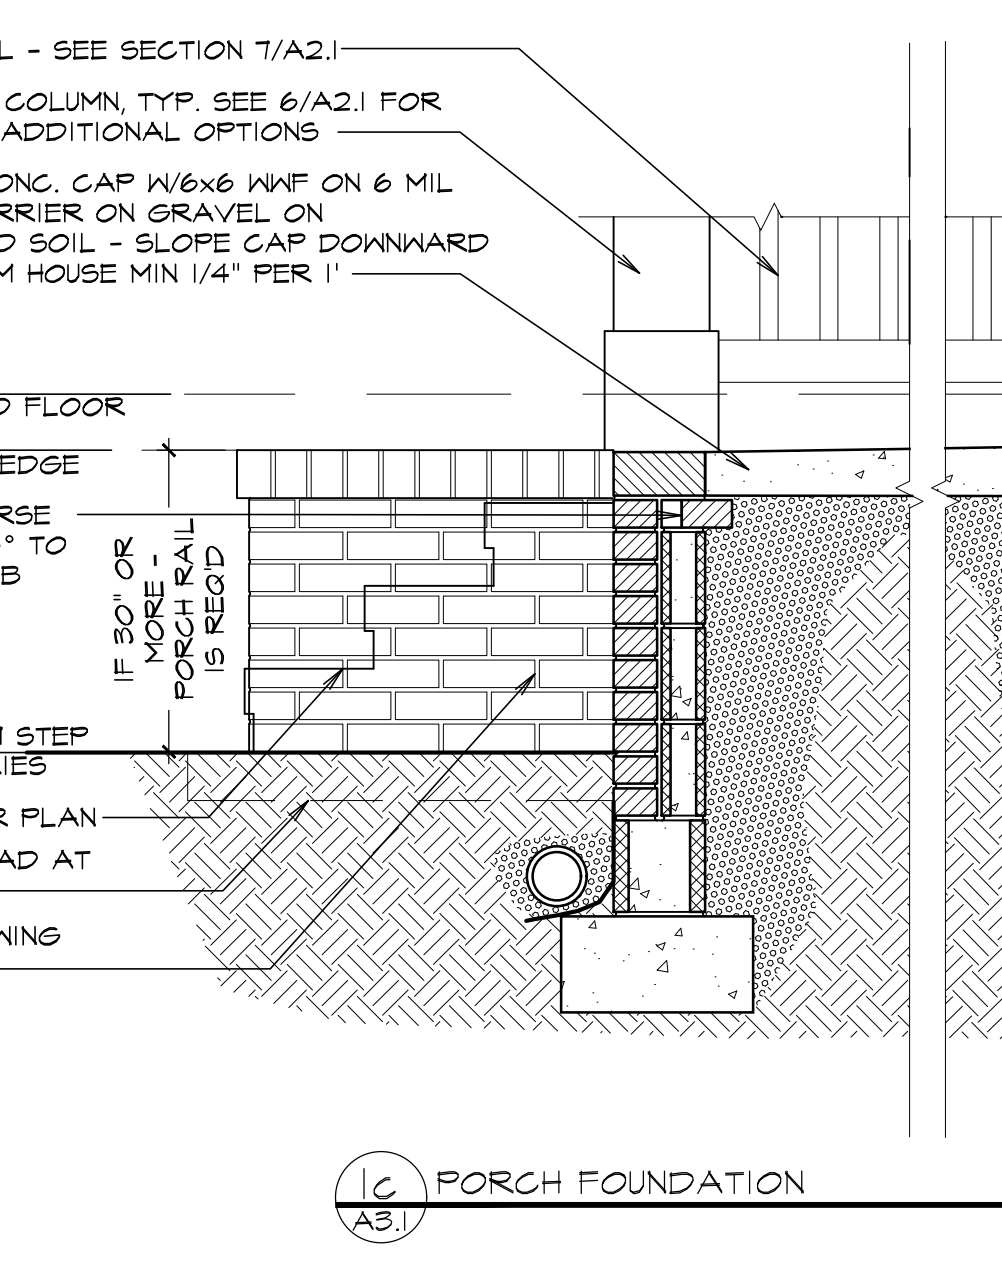 L - SEE SECTION 7/A2.1
COLUMN, TYP. SEE 6/A2.1 FOR
ADDITIONAL OPTIONS
ONC. CAP W/6x6 WWF ON 6 MIL
RRIER ON GRAVEL ON
D SOIL - SLOPE CAP DOWNWARD
M HOUSE MIN 1/4" PER 1'
D FLOOR
EDGE
RSE
° TO
B
IF 30" OR
MORE -
PORCH RAIL
IS REQ'D
STEP
IES
R PLAN
AD AT
WING
1c
A3.1
PORCH FOUNDATION